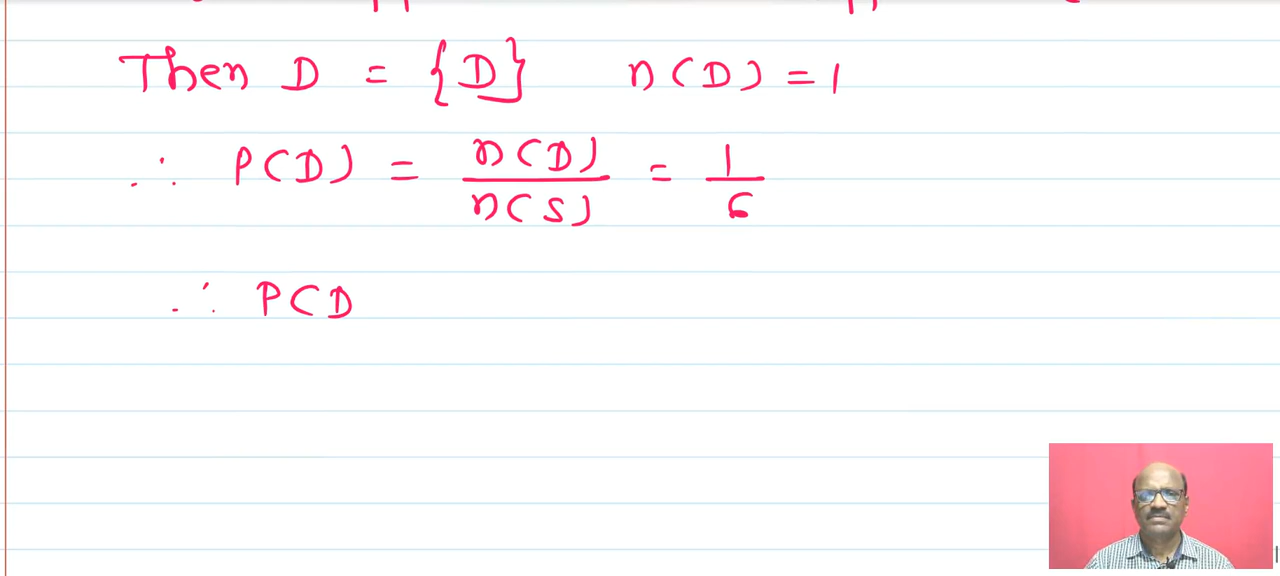 Then D = {D} n(D) = 1
∴ P(D) = n(D)/n(S) = 1/6
∴ P(D